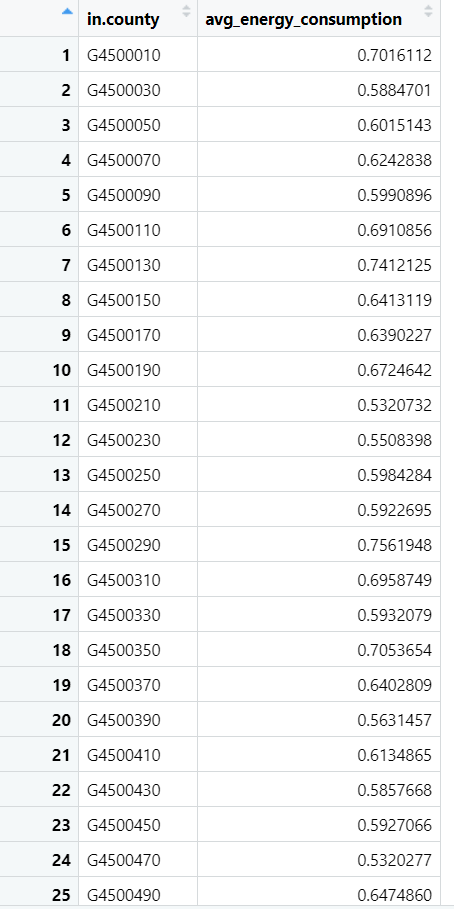 in.county avg_energy_consumption
1 G4500010 0.7016112
2 G4500030 0.5884701
3 G4500050 0.6015143
4 G4500070 0.6242838
5 G4500090 0.5990896
6 G4500110 0.6910856
7 G4500130 0.7412125
8 G4500150 0.6413119
9 G4500170 0.6390227
10 G4500190 0.6724642
11 G4500210 0.5320732
12 G4500230 0.5508398
13 G4500250 0.5984284
14 G4500270 0.5922695
15 G4500290 0.7561948
16 G4500310 0.6958749
17 G4500330 0.5932079
18 G4500350 0.7053654
19 G4500370 0.6402809
20 G4500390 0.5631457
21 G4500410 0.6134865
22 G4500430 0.5857668
23 G4500450 0.5927066
24 G4500470 0.5320277
25 G4500490 0.6474860